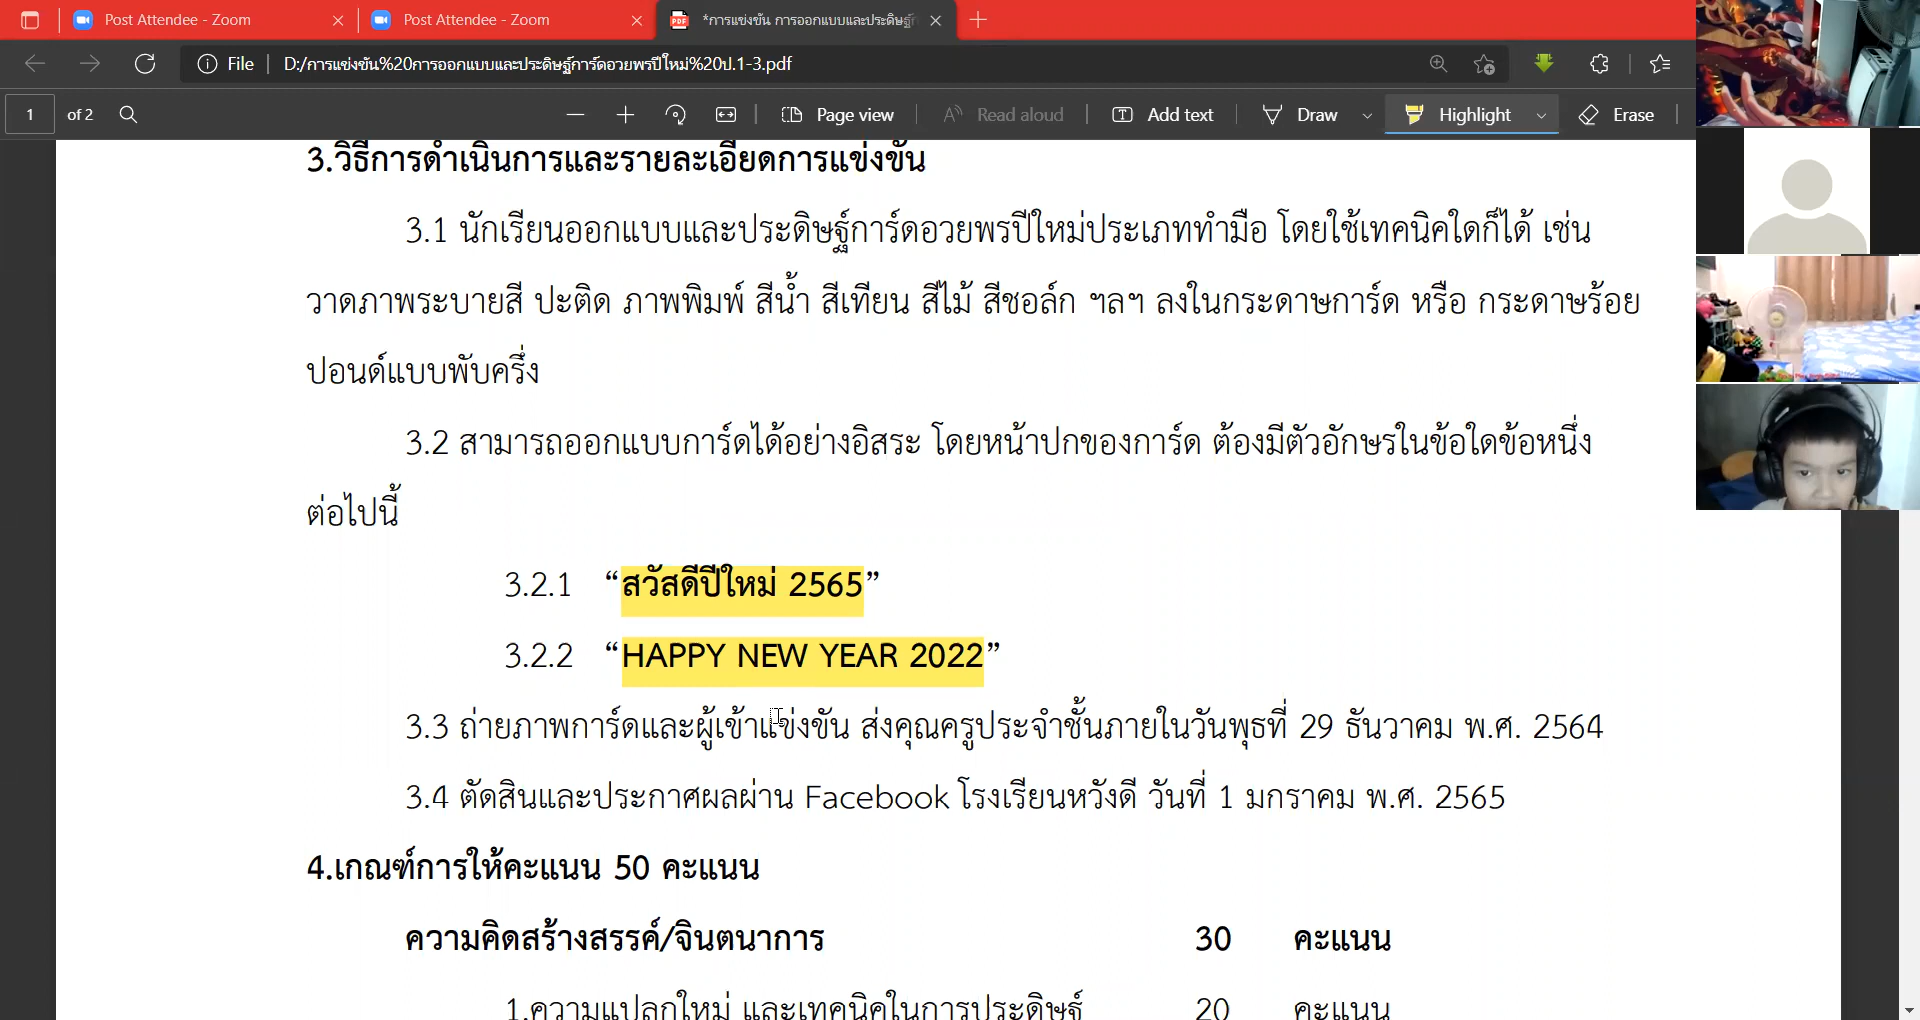 Post Attendee - Zoom
Post Attendee - Zoom
*การแข่งขัน การออกแบบและประดิษฐ์ก
File
D:/การแข่งขัน%20การออกแบบและประดิษฐ์การ์ดอวยพรปีใหม่%20ป.1-3.pdf
1 of 2
Page view
Read aloud
Add text
Draw
Highlight
Erase
3.วิธีการดำเนินการและรายละเอียดการแข่งขัน
3.1 นักเรียนออกแบบและประดิษฐ์การ์ดอวยพรปีใหม่ประเภททำมือ โดยใช้เทคนิคใดก็ได้ เช่น
วาดภาพระบายสี ปะติด ภาพพิมพ์ สีน้ำ สีเทียน สีไม้ สีชอล์ก ฯลฯ ลงในกระดาษการ์ด หรือ กระดาษร้อย
ปอนด์แบบพับครึ่ง
3.2 สามารถออกแบบการ์ดได้อย่างอิสระ โดยหน้าปกของการ์ด ต้องมีตัวอักษรในข้อใดข้อหนึ่ง
ต่อไปนี้
3.2.1 “สวัสดีปีใหม่ 2565”
3.2.2 “HAPPY NEW YEAR 2022”
3.3 ถ่ายภาพการ์ดและผู้เข้าแข่งขัน ส่งคุณครูประจำชั้นภายในวันพุธที่ 29 ธันวาคม พ.ศ. 2564
3.4 ตัดสินและประกาศผลผ่าน Facebook โรงเรียนหวังดี วันที่ 1 มกราคม พ.ศ. 2565
4.เกณฑ์การให้คะแนน 50 คะแนน
ความคิดสร้างสรรค์/จินตนาการ 30 คะแนน
1.ความแปลกใหม่ และเทคนิคในการประดิษฐ์ 20 คะแนน